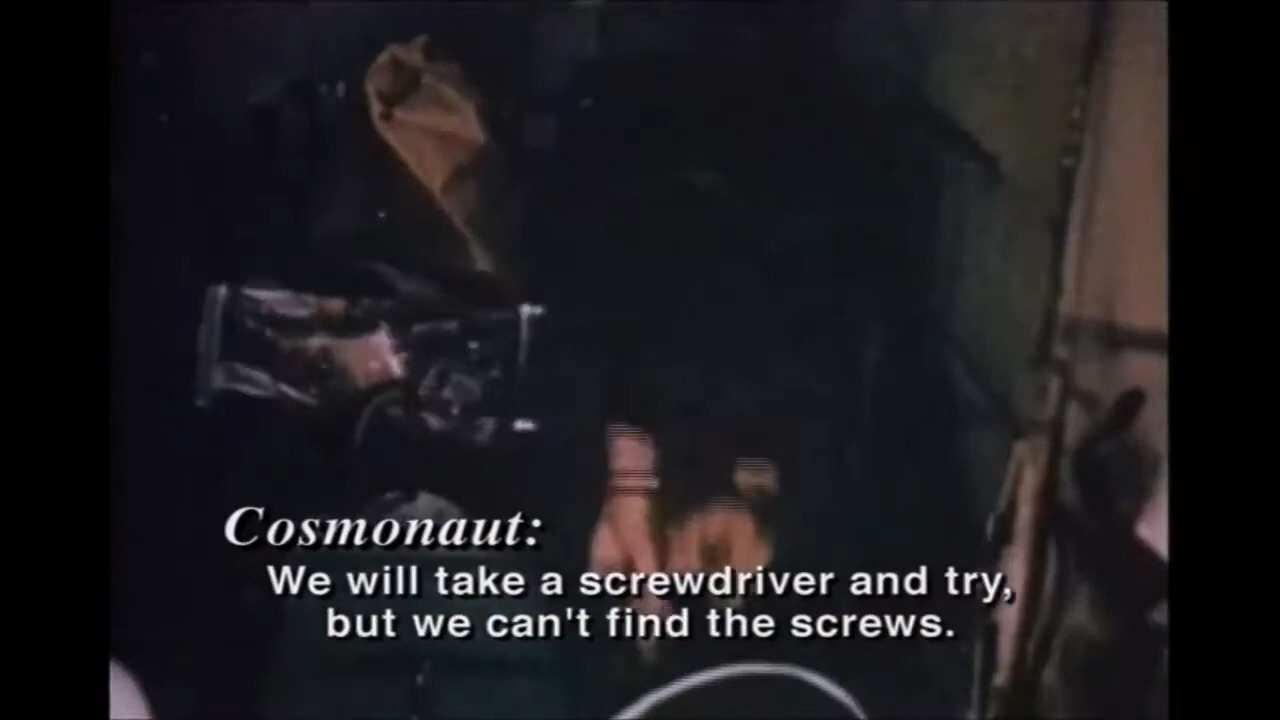 Cosmonaut:
We will take a screwdriver and try,
but we can't find the screws.